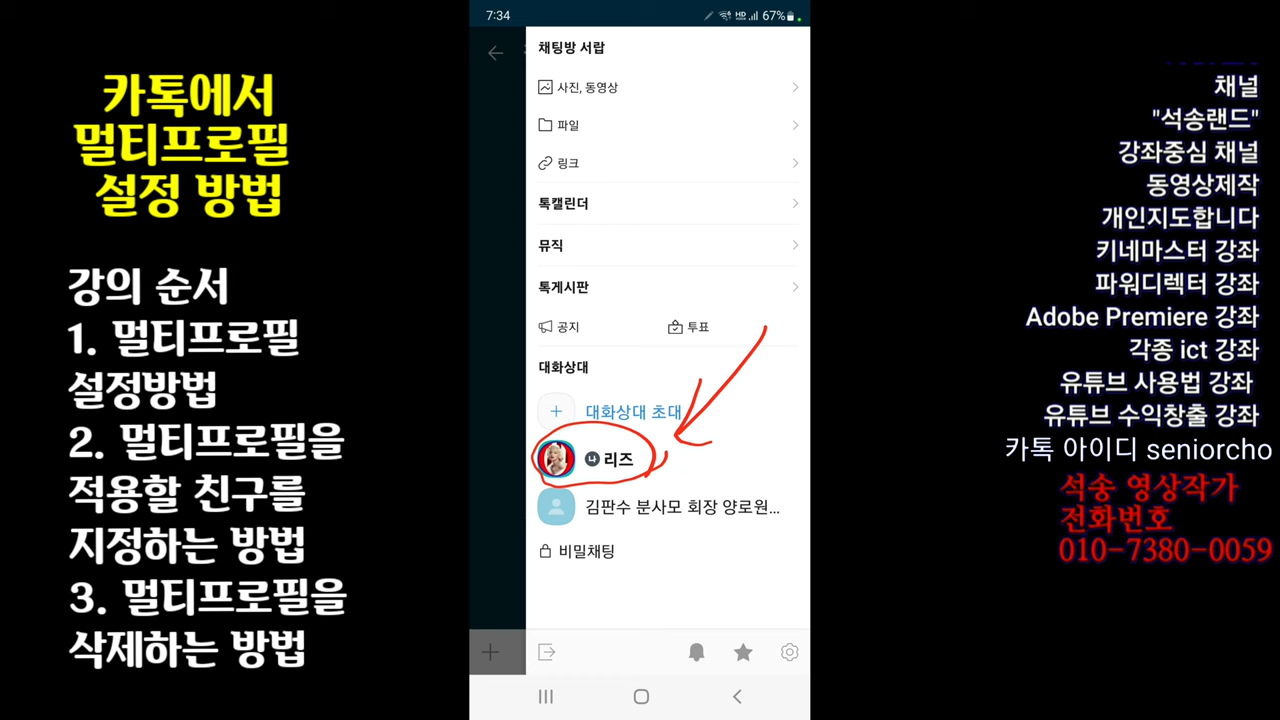 카톡에서
멀티프로필
설정 방법
강의 순서
1. 멀티프로필
설정방법
2. 멀티프로필을
적용할 친구를
지정하는 방법
3. 멀티프로필을
삭제하는 방법
7:34
67%
채팅방 서랍
사진, 동영상
파일
링크
톡캘린더
뮤직
톡게시판
공지
투표
대화상대
대화상대 초대
나 리즈
김판수 분사모 회장 양로원...
비밀채팅
채널
"석송랜드"
강좌중심 채널
동영상제작
개인지도합니다
키네마스터 강좌
파워디렉터 강좌
Adobe Premiere 강좌
각종 ict 강좌
유튜브 사용법 강좌
유튜브 수익창출 강좌
카톡 아이디 seniorcho
석송 영상작가
전화번호
010-7380-0059